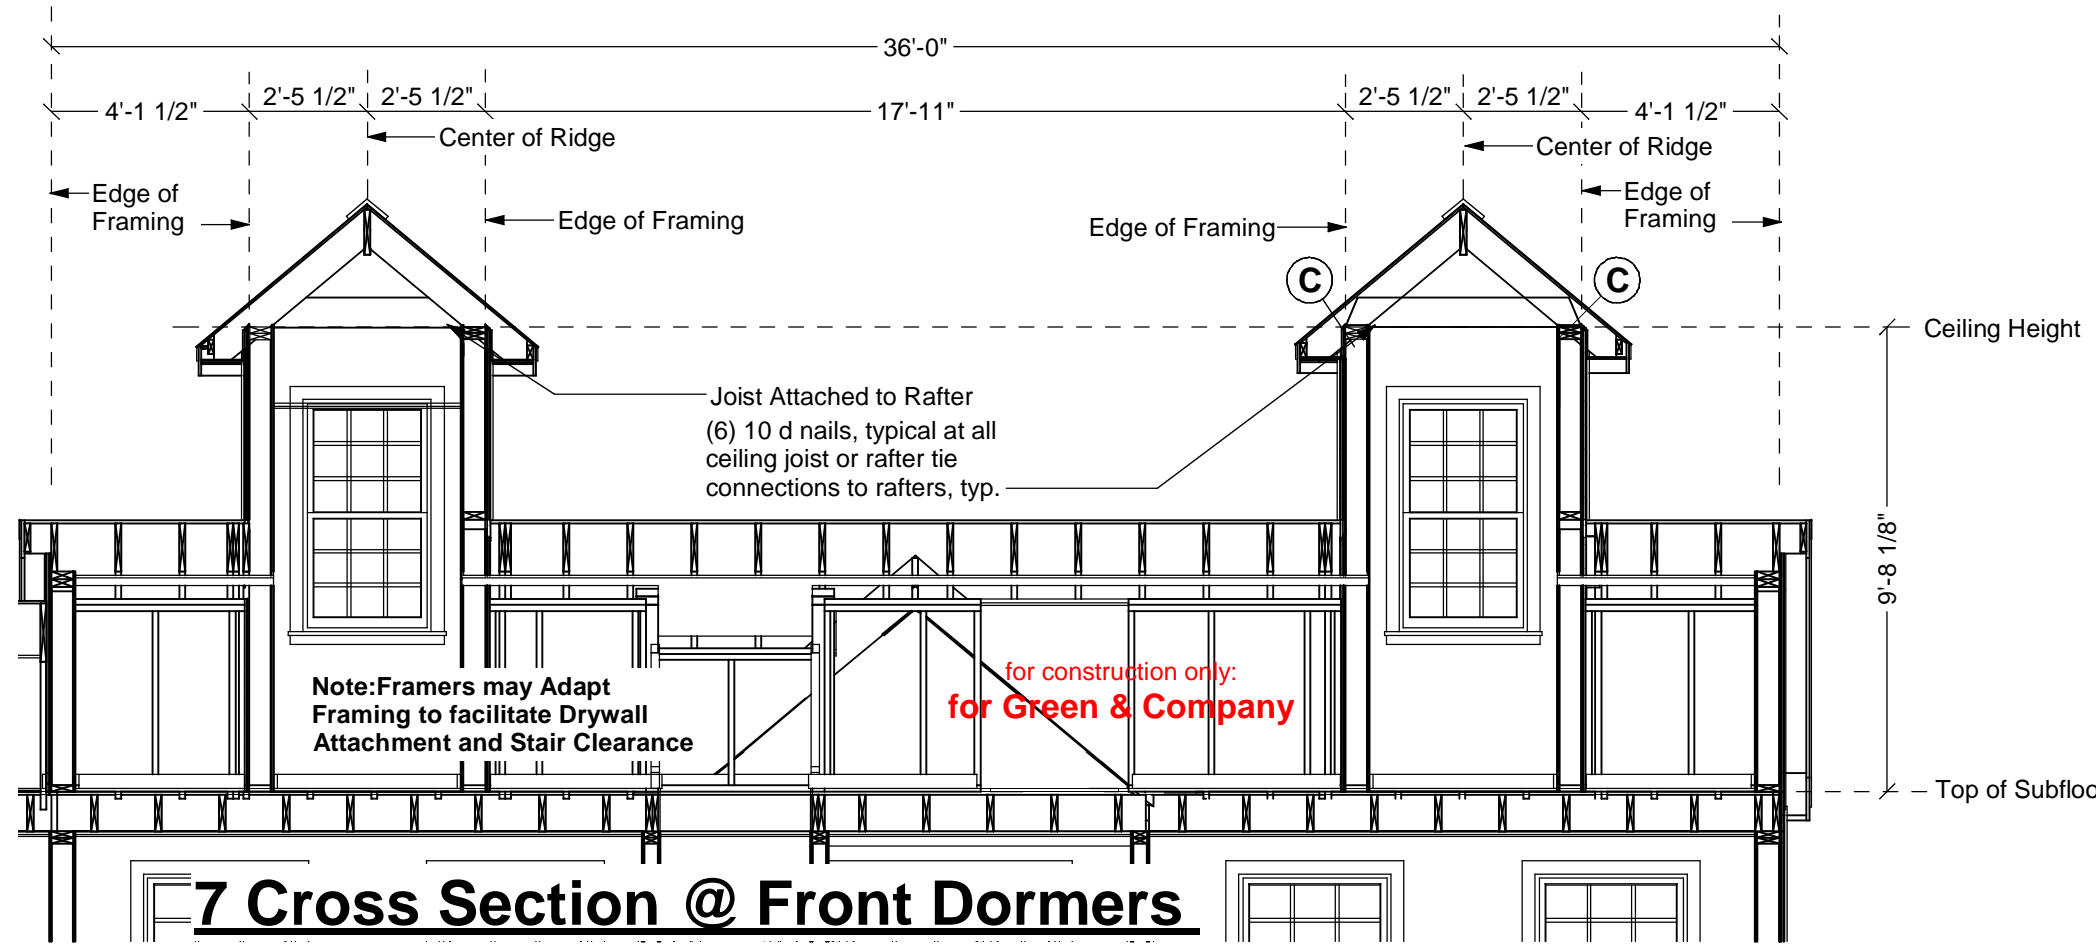 36'-0"
4'-1 1/2"
2'-5 1/2"
2'-5 1/2"
17'-11"
2'-5 1/2"
2'-5 1/2"
4'-1 1/2"
Center of Ridge
Center of Ridge
Edge of
Framing
Edge of Framing
Edge of Framing
Edge of
Framing
C
C
Ceiling Height
Joist Attached to Rafter
(6) 10 d nails, typical at all
ceiling joist or rafter tie
connections to rafters, typ.
9'-8 1/8"
for construction only:
for Green & Company
Note:Framers may Adapt
Framing to facilitate Drywall
Attachment and Stair Clearance
Top of
7 Cross Section @ Front Dormers